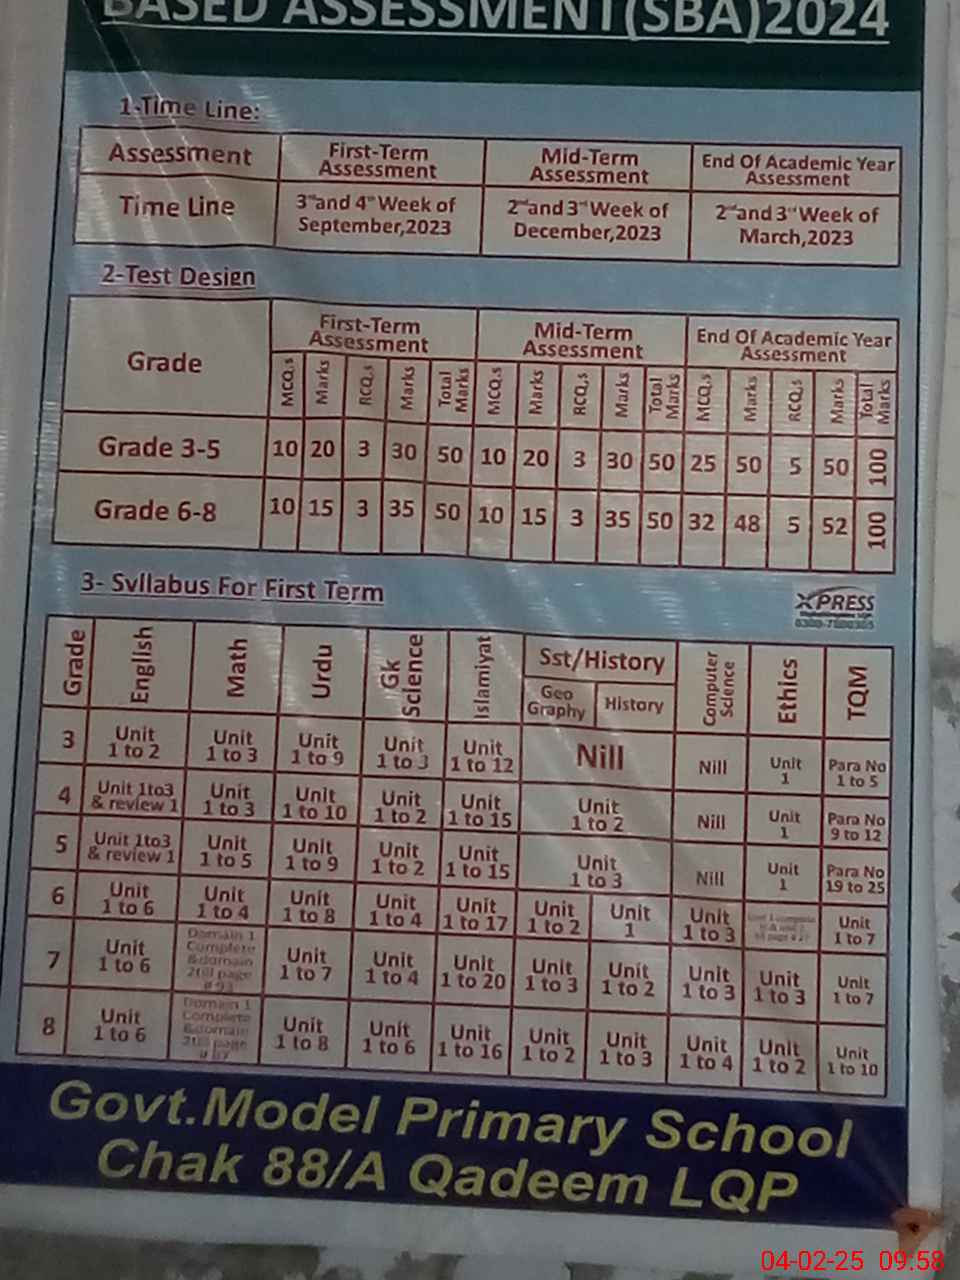 BASED ASSESSMENT(SBA)2024
1-Time Line:
Assessment First-Term Assessment Mid-Term Assessment End Of Academic Year Assessment
Time Line 3rd and 4th Week of September,2023 2nd and 3rd Week of December,2023 2nd and 3rd Week of March,2023
2-Test Design
Grade First-Term Assessment Mid-Term Assessment End Of Academic Year Assessment
MCQ,s Marks RCQ,s Marks Total Marks MCQ,s Marks RCQ,s Marks Total Marks MCQ,s Marks RCQ,s Marks Total Marks
Grade 3-5 10 20 3 30 50 10 20 3 30 50 25 50 5 50 100
Grade 6-8 10 15 3 35 50 10 15 3 35 50 32 48 5 52 100
3- Syllabus For First Term
XPRESS
Grade English Math Urdu Gk Science Islamiyat Sst/History Computer Science Ethics TQM
Geo Graphy History
3 Unit 1 to 2 Unit 1 to 3 Unit 1 to 9 Unit 1 to 3 Unit 1 to 12 Nill Nill Unit 1 Para No 1 to 5
4 Unit 1to3 & review 1 Unit 1 to 3 Unit 1 to 10 Unit 1 to 2 Unit 1 to 15 Unit 1 to 2 Nill Unit 1 Para No 9 to 12
5 Unit 1to3 & review 1 Unit 1 to 5 Unit 1 to 9 Unit 1 to 2 Unit 1 to 15 Unit 1 to 3 Nill Unit 1 Para No 19 to 25
6 Unit 1 to 6 Unit 1 to 4 Unit 1 to 8 Unit 1 to 4 Unit 1 to 17 Unit 1 to 2 Unit 1 Unit 1 to 3 Unit 1 to 7
7 Unit 1 to 6 Domain 1 Complete &domain 2till page Unit 1 to 7 Unit 1 to 4 Unit 1 to 20 Unit 1 to 3 Unit 1 to 2 Unit 1 to 3 Unit 1 to 3 Unit 1 to 7
8 Unit 1 to 6 Domain 1 Complete &domain 2till page Unit 1 to 8 Unit 1 to 6 Unit 1 to 16 Unit 1 to 2 Unit 1 to 3 Unit 1 to 4 Unit 1 to 2 Unit 1 to 10
Govt.Model Primary School
Chak 88/A Qadeem LQP
04-02-25 09:58